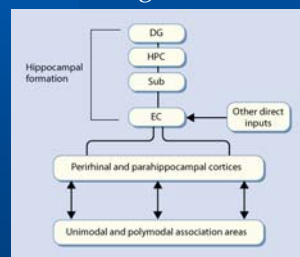 DG
Hippocampal
formation
HPC
Sub
EC
Other direct
inputs
Perirhinal and parahippocampal cortices
Unimodal and polymodal association areas